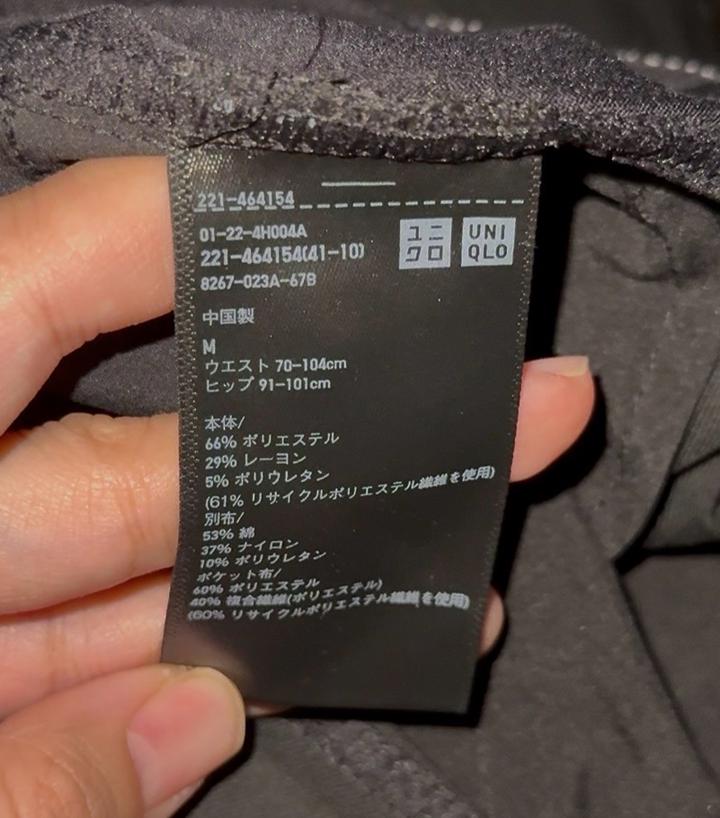 221-464154
01-22-4H004A
221-464154(41-10)
8267-023A-67B
ユニ
クロ
UNI
QLO
中国製
M
ウエスト 70-104cm
ヒップ 91-101cm
本体/
66% ポリエステル
29% レーヨン
5% ポリウレタン
(61% リサイクルポリエステル繊維を使用)
別布/
53% 綿
37% ナイロン
10% ポリウレタン
ポケット布/
60% ポリエステル
40% 複合繊維(ポリエステル)
(60% リサイクルポリエステル繊維を使用)